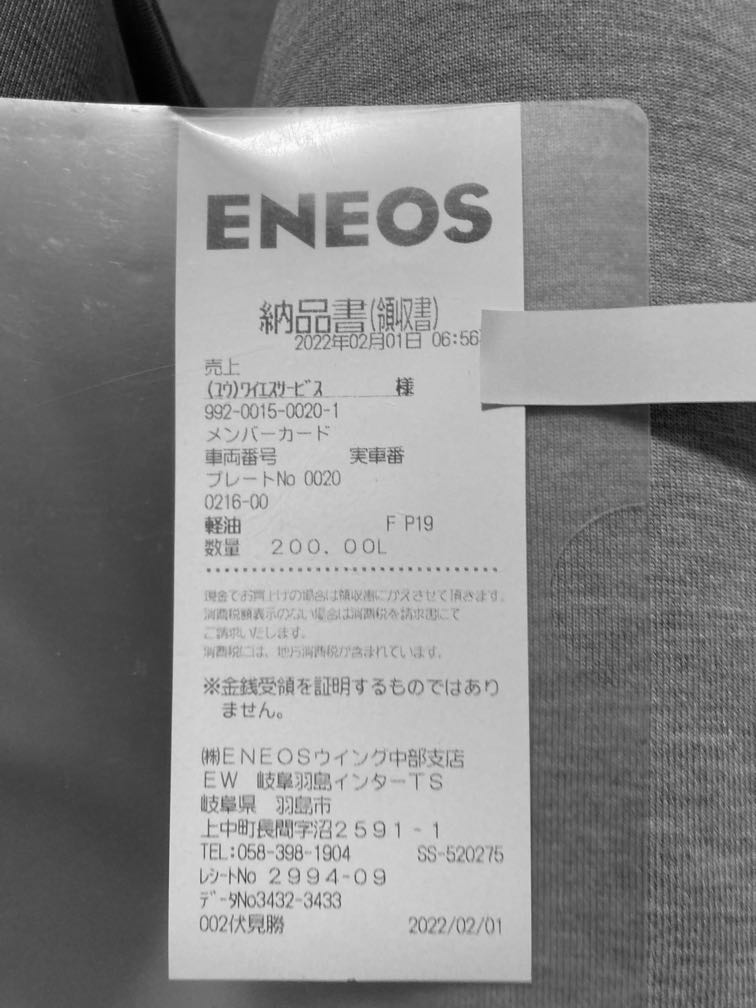 ENEOS
納品書(領収書)
2022年02月01日 06:56
売上
(ﾕｳ)ワイエスサービス 様
992-0015-0020-1
メンバーカード
車両番号 実車番
プレートNo 0020
0216-00
軽油 F P19
数量 200.00L
現金でお買上げの場合は領収書にかえさせて頂きます。
消費税額表示のない場合は消費税を請求書にて
ご請求いたします。
消費税には、地方消費税が含まれています。
※金銭受領を証明するものではあり
ません。
㈱ENEOSウイング中部支店
EW 岐阜羽島インターTS
岐阜県 羽島市
上中町長間字沼2591-1
TEL:058-398-1904 SS-520275
ﾚｼｰﾄNo 2994-09
ﾃﾞｰﾀNo3432-3433
002伏見勝 2022/02/01